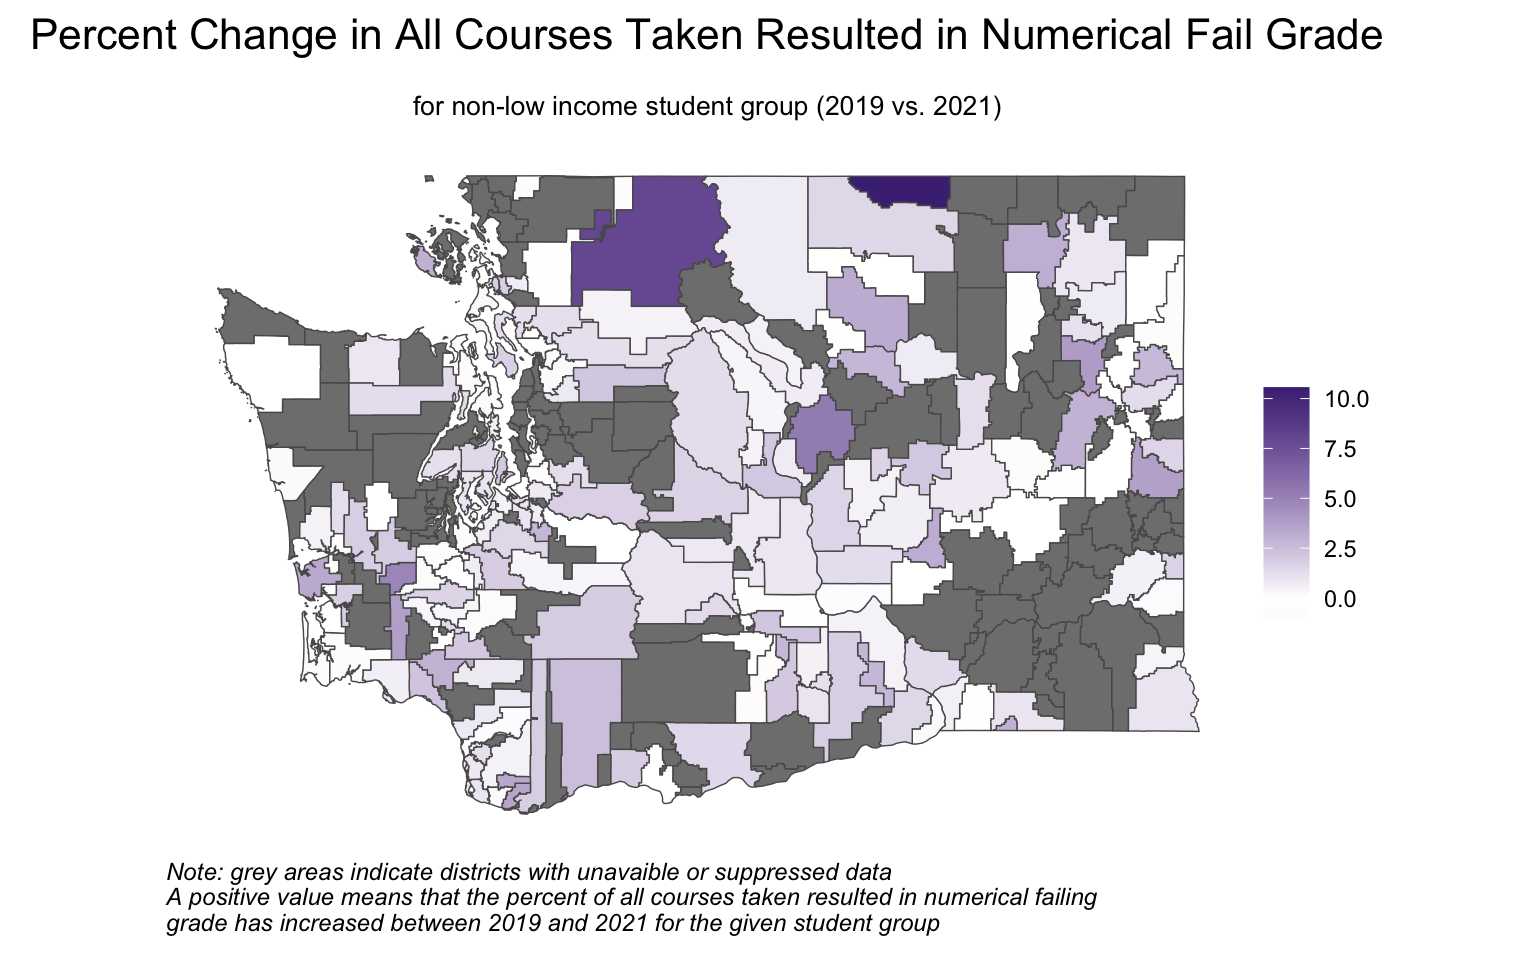 Percent Change in All Courses Taken Resulted in Numerical Fail Grade
for non-low income student group (2019 vs. 2021)
10.0
7.5
5.0
2.5
0.0
Note: grey areas indicate districts with unavaible or suppressed data
A positive value means that the percent of all courses taken resulted in numerical failing
grade has increased between 2019 and 2021 for the given student group